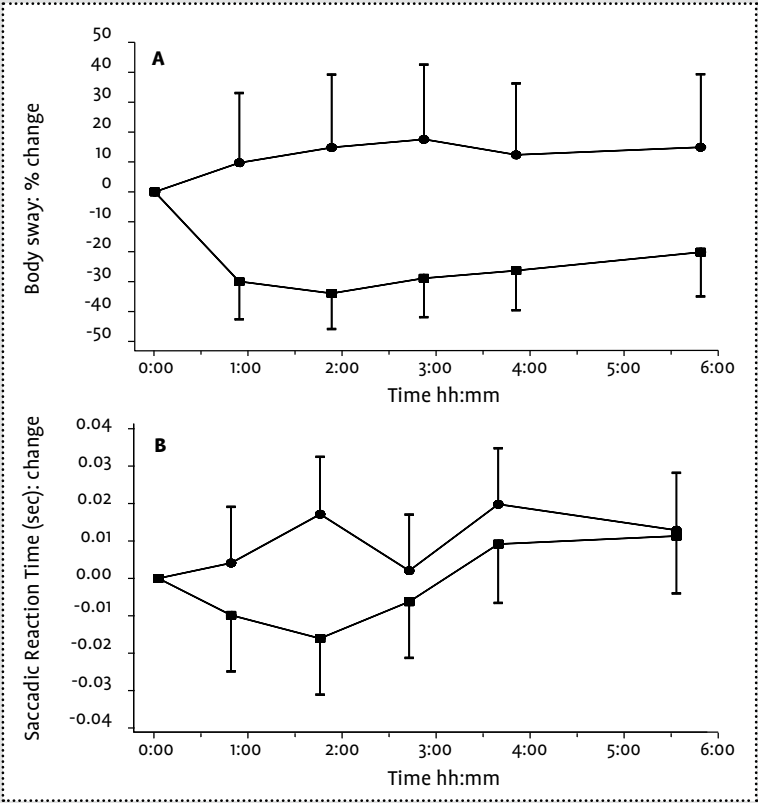 A
Body sway: % change
50
40
30
20
10
0
-10
-20
-30
-40
-50
0:00 1:00 2:00 3:00 4:00 5:00 6:00
Time hh:mm
B
Saccadic Reaction Time (sec): change
0.04
0.03
0.02
0.01
0.00
-0.01
-0.02
-0.03
-0.04
0:00 1:00 2:00 3:00 4:00 5:00 6:00
Time hh:mm